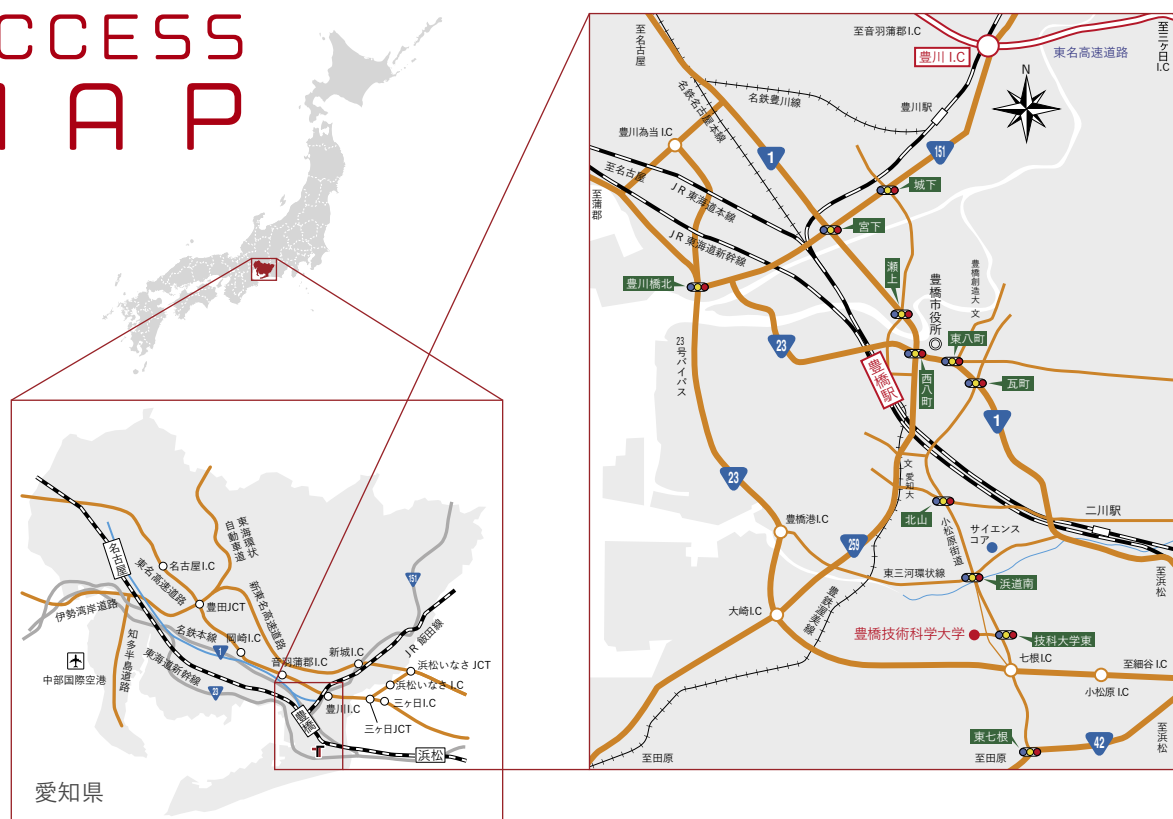 CCESS
MAP
名古屋
名古屋I.C
東名高速道路
東海環状
自動車道
豊田JCT
新東名高速道路
伊勢湾岸道路
知多半島道路
中部国際空港
名鉄本線
岡崎I.C
1
東海道新幹線
23
音羽蒲郡I.C
新城I.C
JR 飯田線
151
浜松いなさ JCT
浜松いなさ I.C
三ヶ日I.C
三ヶ日JCT
豊川I.C
豊橋
浜松
愛知県
至名古屋
至音羽蒲郡I.C
豊川 I.C
東名高速道路
至三ヶ日I.C
N
名鉄豊川線
名鉄名古屋本線
豊川駅
豊川為当 I.C
1
151
至名古屋
至蒲郡
JR 東海道本線
JR 東海道新幹線
城下
宮下
豊川橋北
瀬上
豊橋市役所
豊橋創造大 文
23号バイパス
23
東八町
豊橋駅
西八町
瓦町
1
23
文 愛知大
北山
小松原街道
サイエンス
コア
二川駅
豊橋港I.C
259
東三河環状線
浜道南
至浜松
大崎I.C
豊鉄渥美線
豊橋技術科学大学
技科大学東
七根I.C
至細谷 I.C
小松原 I.C
東七根
至田原
至田原
42
至浜松